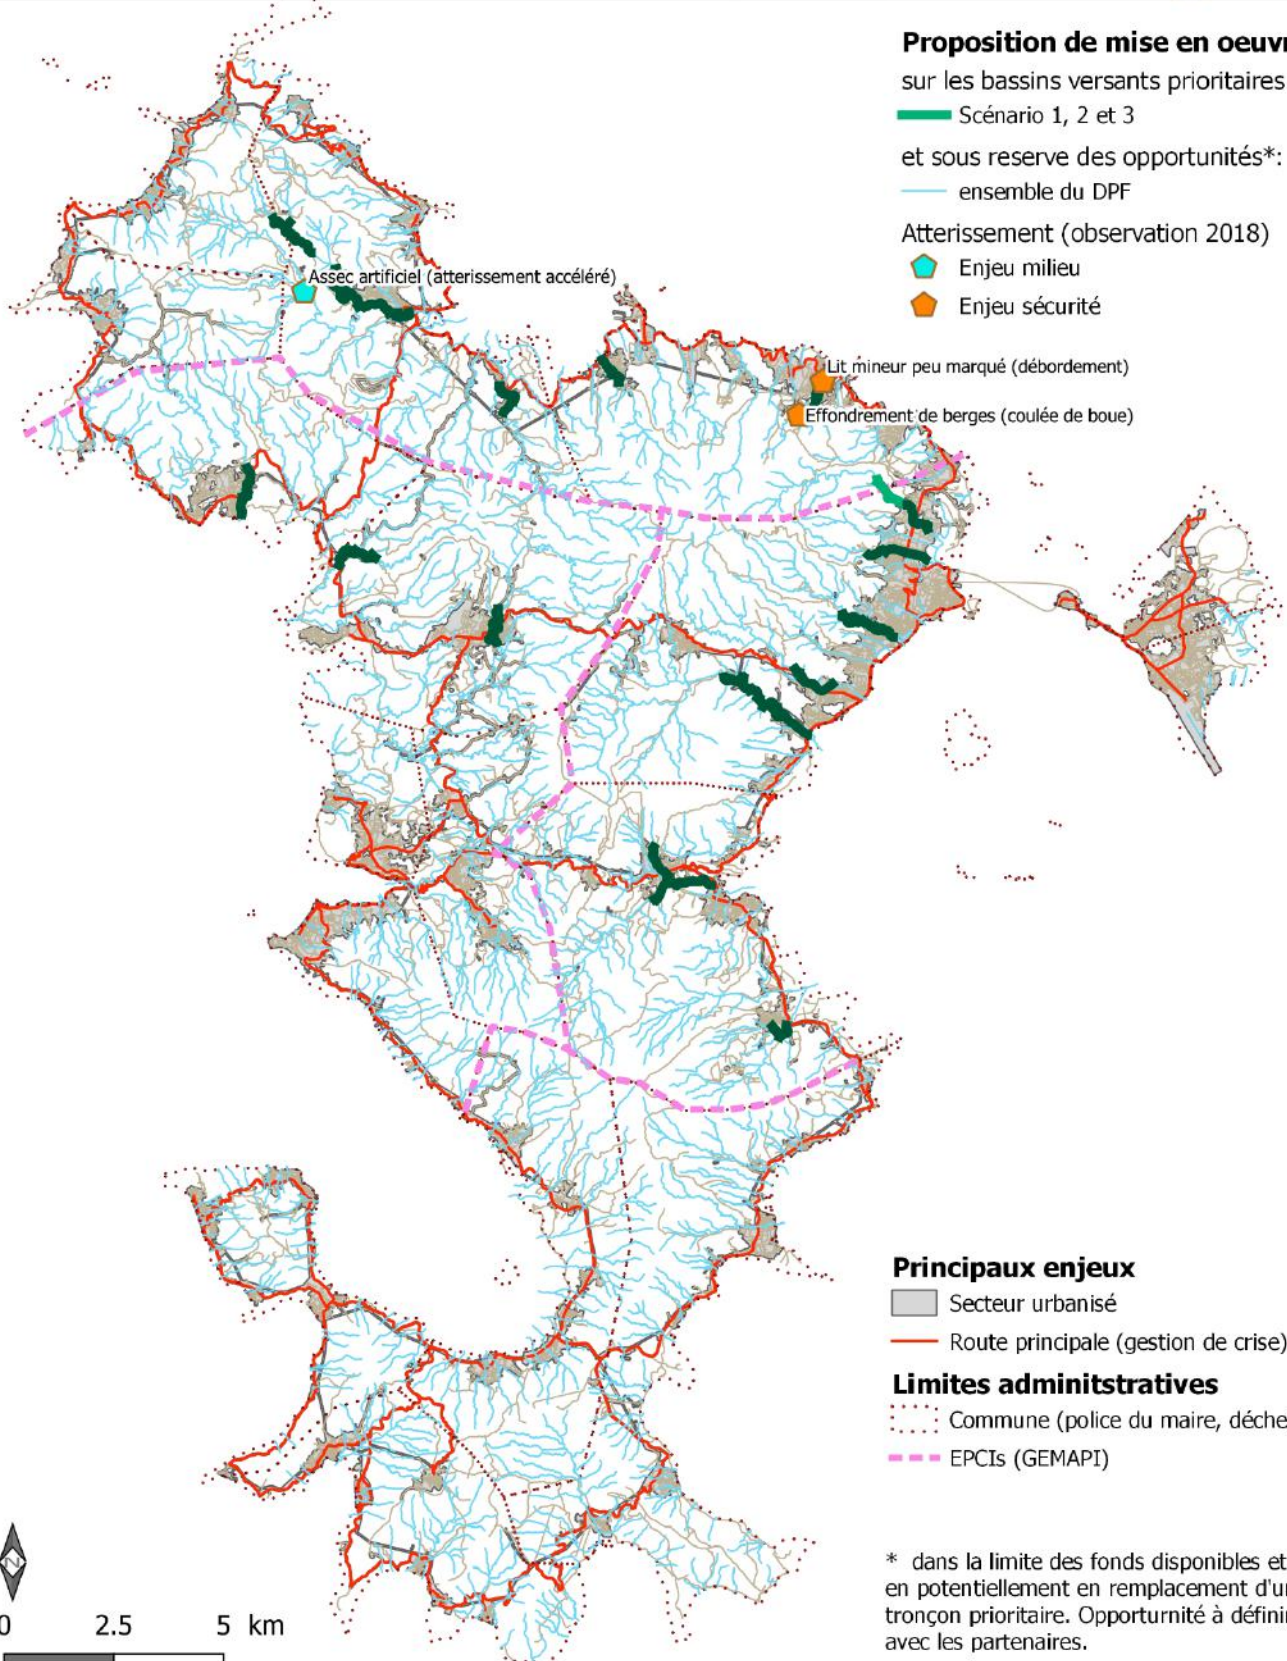 Proposition de mise en oeuvr
sur les bassins versants prioritaires
Scénario 1, 2 et 3
et sous reserve des opportunités*:
ensemble du DPF
Atterissement (observation 2018)
Enjeu milieu
Enjeu sécurité
Assec artificiel (atterissement accéléré)
Lit mineur peu marqué (débordement)
Effondrement de berges (coulée de boue)
Principaux enjeux
Secteur urbanisé
Route principale (gestion de crise)
Limites adminitstratives
Commune (police du maire, déche
EPCIs (GEMAPI)
* dans la limite des fonds disponibles et
en potentiellement en remplacement d'un
tronçon prioritaire. Opporturnité à définir
avec les partenaires.
N
0 2.5 5 km